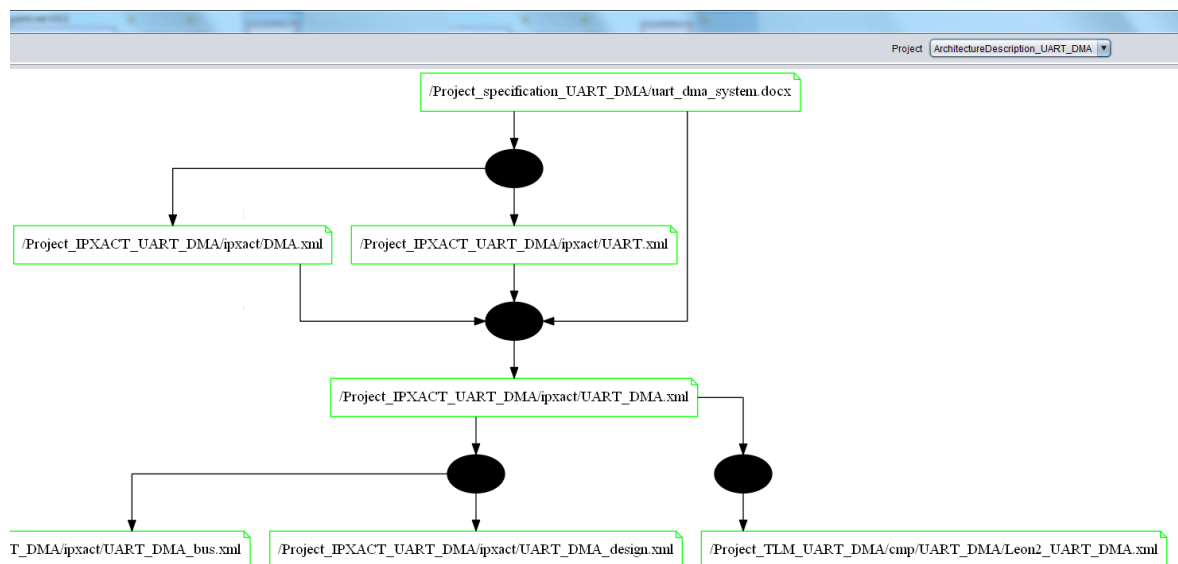 Project ArchitectureDescription_UART_DMA
/Project_specification_UART_DMA/uart_dma_system.docx
/Project_IPXACT_UART_DMA/ipxact/DMA.xml
/Project_IPXACT_UART_DMA/ipxact/UART.xml
/Project_IPXACT_UART_DMA/ipxact/UART_DMA.xml
T_DMA/ipxact/UART_DMA_bus.xml
/Project_IPXACT_UART_DMA/ipxact/UART_DMA_design.xml
/Project_TLM_UART_DMA/cmp/UART_DMA/Leon2_UART_DMA.xml